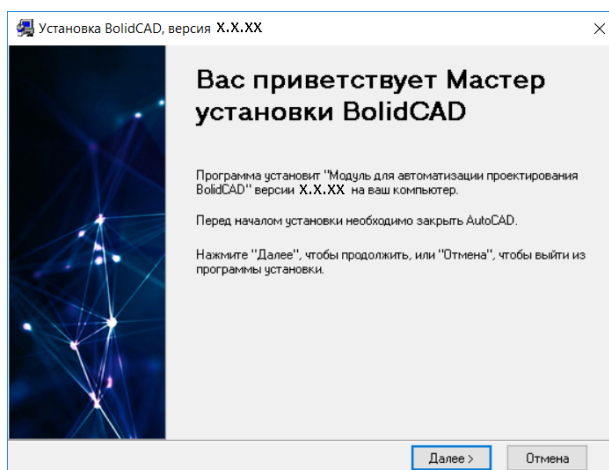 Установка BolidCAD, версия X.X.XX
Вас приветствует Мастер
установки BolidCAD
Программа установит "Модуль для автоматизации проектирования
BolidCAD" версии X.X.XX на ваш компьютер.
Перед началом установки необходимо закрыть AutoCAD.
Нажмите "Далее", чтобы продолжить, или "Отмена", чтобы выйти из
программы установки.
Далее >
Отмена